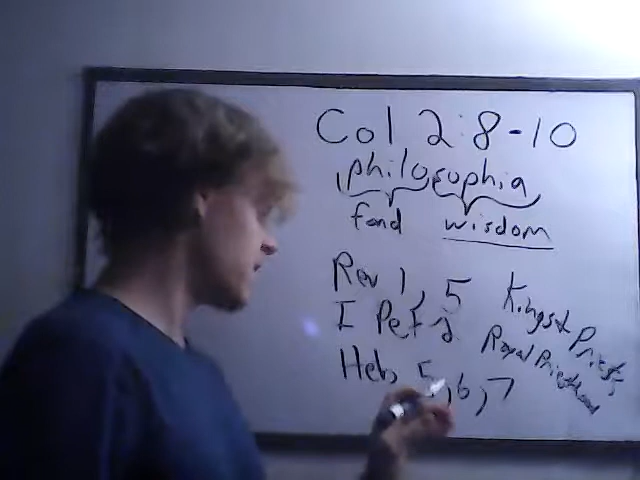 Col 2:8-10
philosophia
fond wisdom
Rev 1, 5 Kings & Priests
I Pet 2 Royal Priesthood
Heb 5, 6, 7